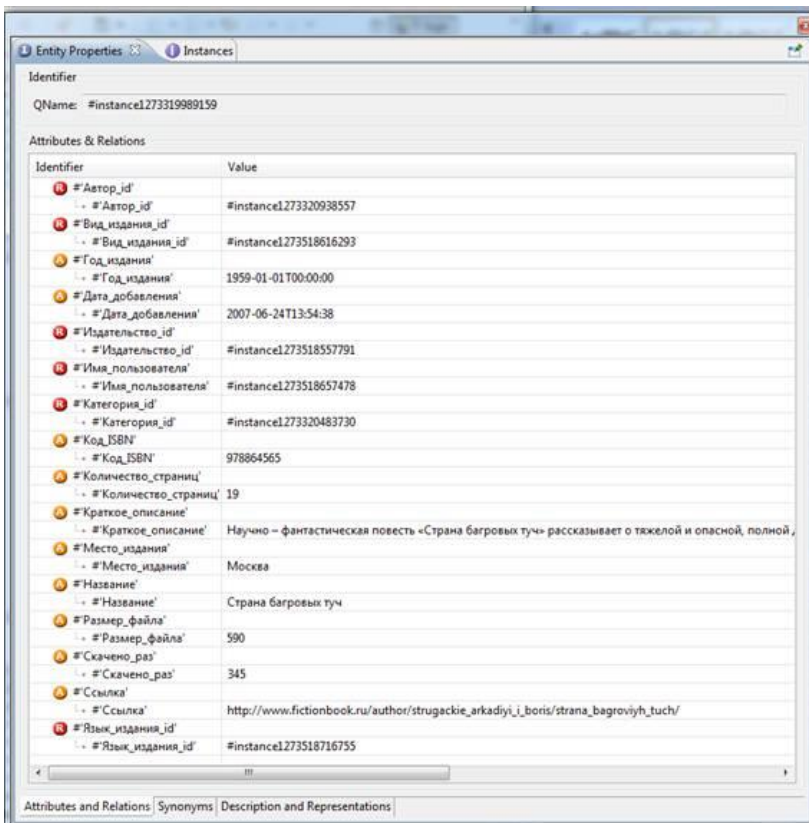 Entity Properties Instances
Identifier
QName: #instance1273319989159
Attributes & Relations
Identifier Value
R #'Автор_id'
#'Автор_id' #instance1273320938557
R #'Вид_издания_id'
#'Вид_издания_id' #instance1273518616293
A #'Год_издания'
#'Год_издания' 1959-01-01T00:00:00
A #'Дата_добавления'
#'Дата_добавления' 2007-06-24T13:54:38
R #'Издательство_id'
#'Издательство_id' #instance1273518557791
R #'Имя_пользователя'
#'Имя_пользователя' #instance1273518657478
R #'Категория_id'
#'Категория_id' #instance1273320483730
A #'Код_ISBN'
#'Код_ISBN' 978864565
A #'Количество_страниц'
#'Количество_страниц' 19
A #'Краткое_описание'
#'Краткое_описание' Научно – фантастическая повесть «Страна багровых туч» рассказывает о тяжелой и опасной, полной
A #'Место_издания'
#'Место_издания' Москва
A #'Название'
#'Название' Страна багровых туч
A #'Размер_файла'
#'Размер_файла' 590
A #'Скачено_раз'
#'Скачено_раз' 345
A #'Ссылка'
#'Ссылка' http://www.fictionbook.ru/author/strugackie_arkadiyi_i_boris/strana_bagroviyh_tuch/
R #'Язык_издания_id'
#'Язык_издания_id' #instance1273518716755
Attributes and Relations Synonyms Description and Representations